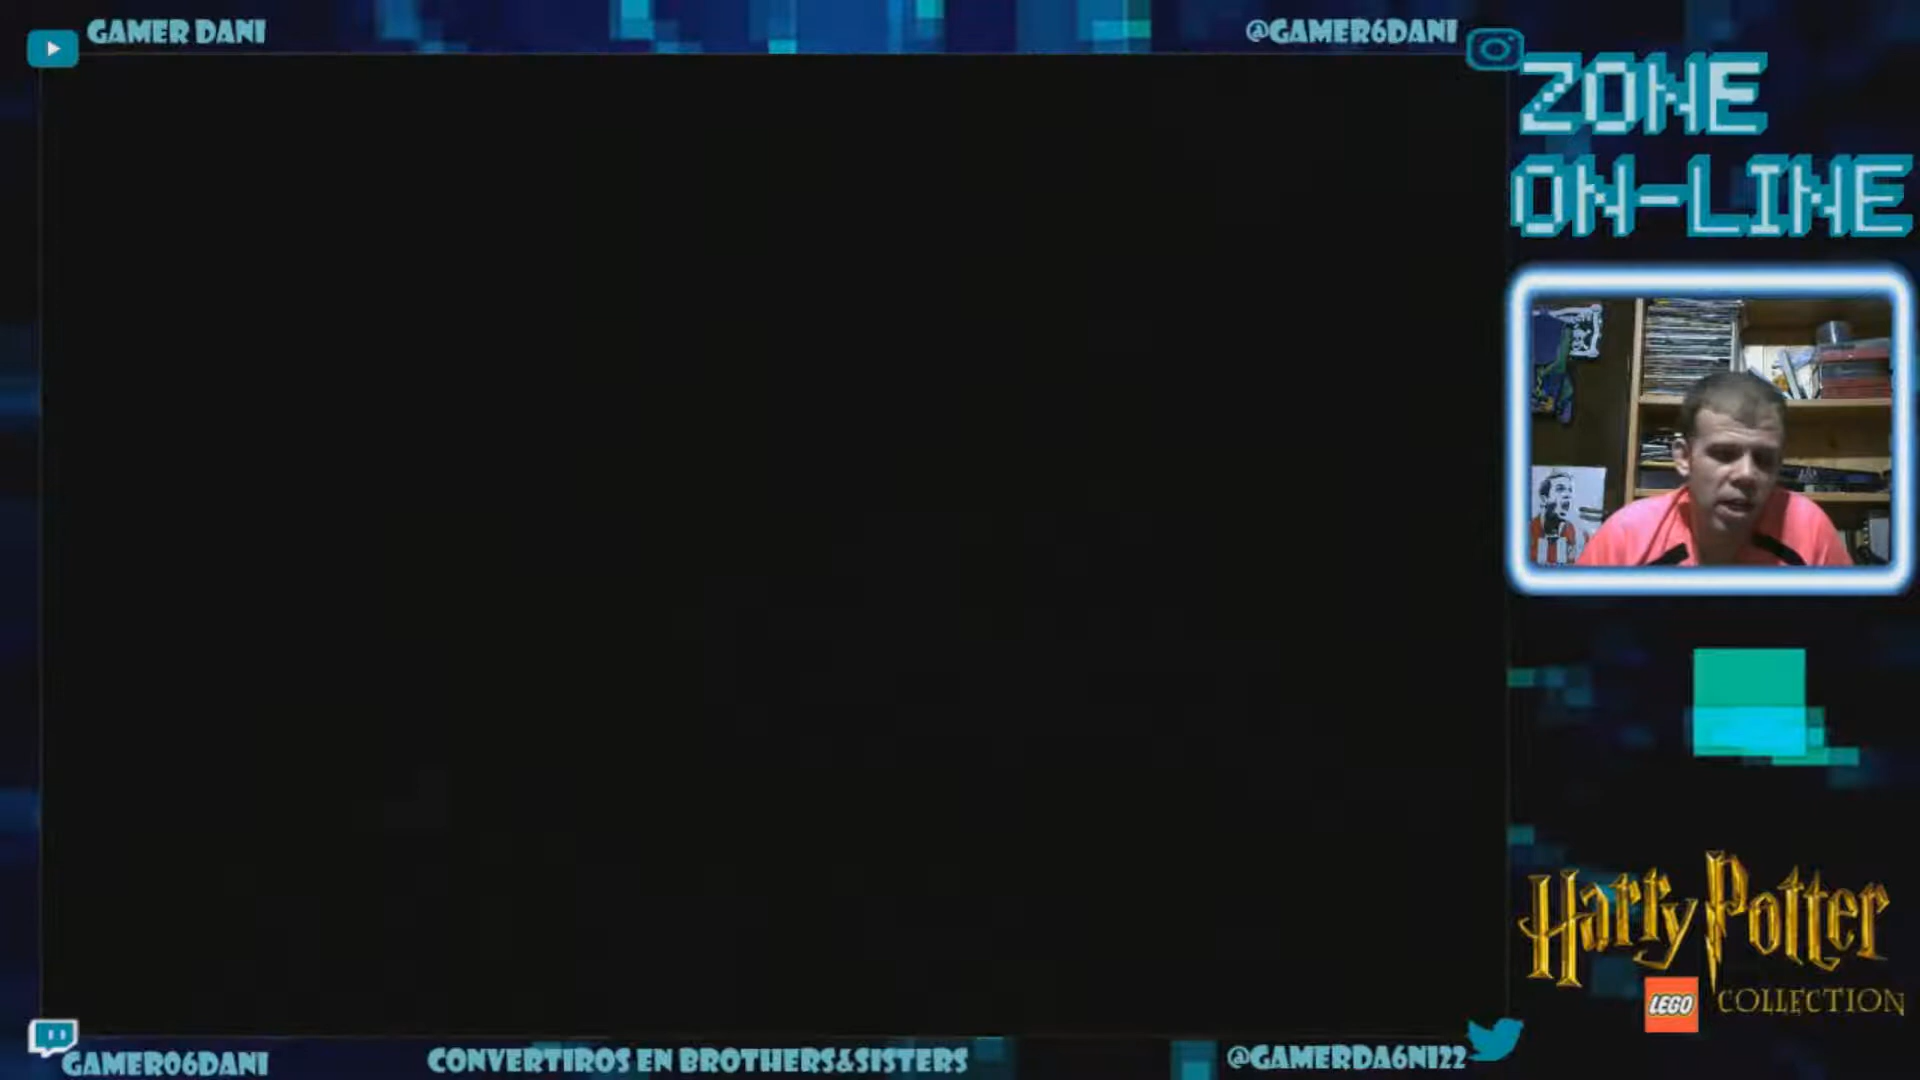 GAMER DANI
@GAMER6DANI
ZONE
ON-LINE
Harry Potter
LEGO COLLECTION
GAMER06DANI
CONVERTIROS EN BROTHERS&SISTERS
@GAMERDA6NI22